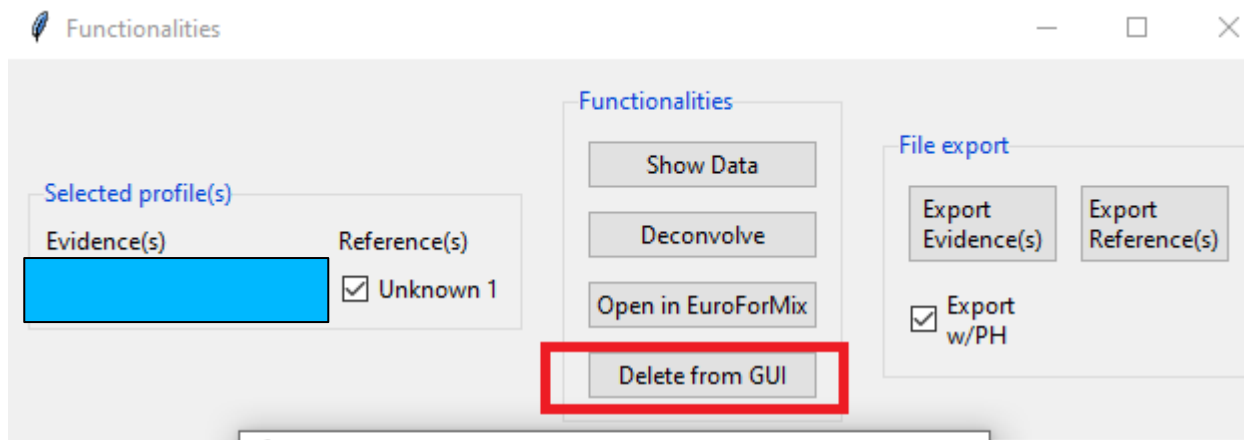 Functionalities
Selected profile(s)
Evidence(s)
Reference(s)
Unknown 1
Functionalities
Show Data
Deconvolve
Open in EuroForMix
Delete from GUI
File export
Export
Evidence(s)
Export
Reference(s)
Export
w/PH